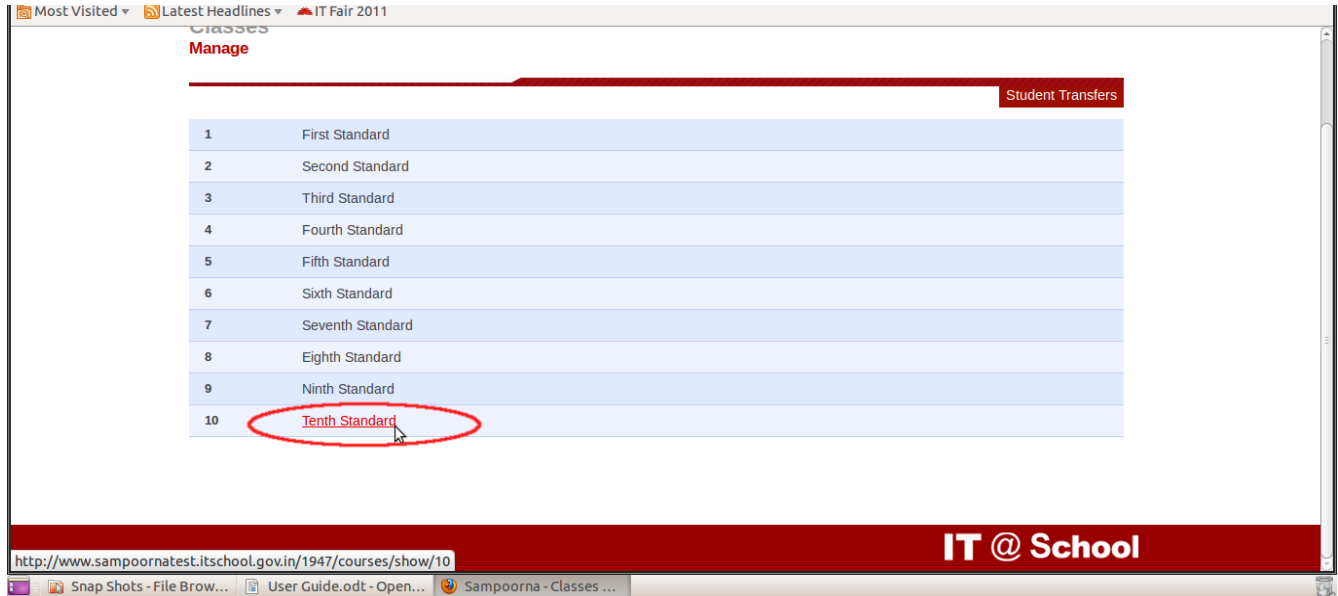 Most Visited Latest Headlines IT Fair 2011
Classes
Manage
Student Transfers
1 First Standard
2 Second Standard
3 Third Standard
4 Fourth Standard
5 Fifth Standard
6 Sixth Standard
7 Seventh Standard
8 Eighth Standard
9 Ninth Standard
10 Tenth Standard
IT @ School
http://www.sampoornatest.itschool.gov.in/1947/courses/show/10
Snap Shots - File Brow... User Guide.odt - Open... Sampoorna - Classes ...